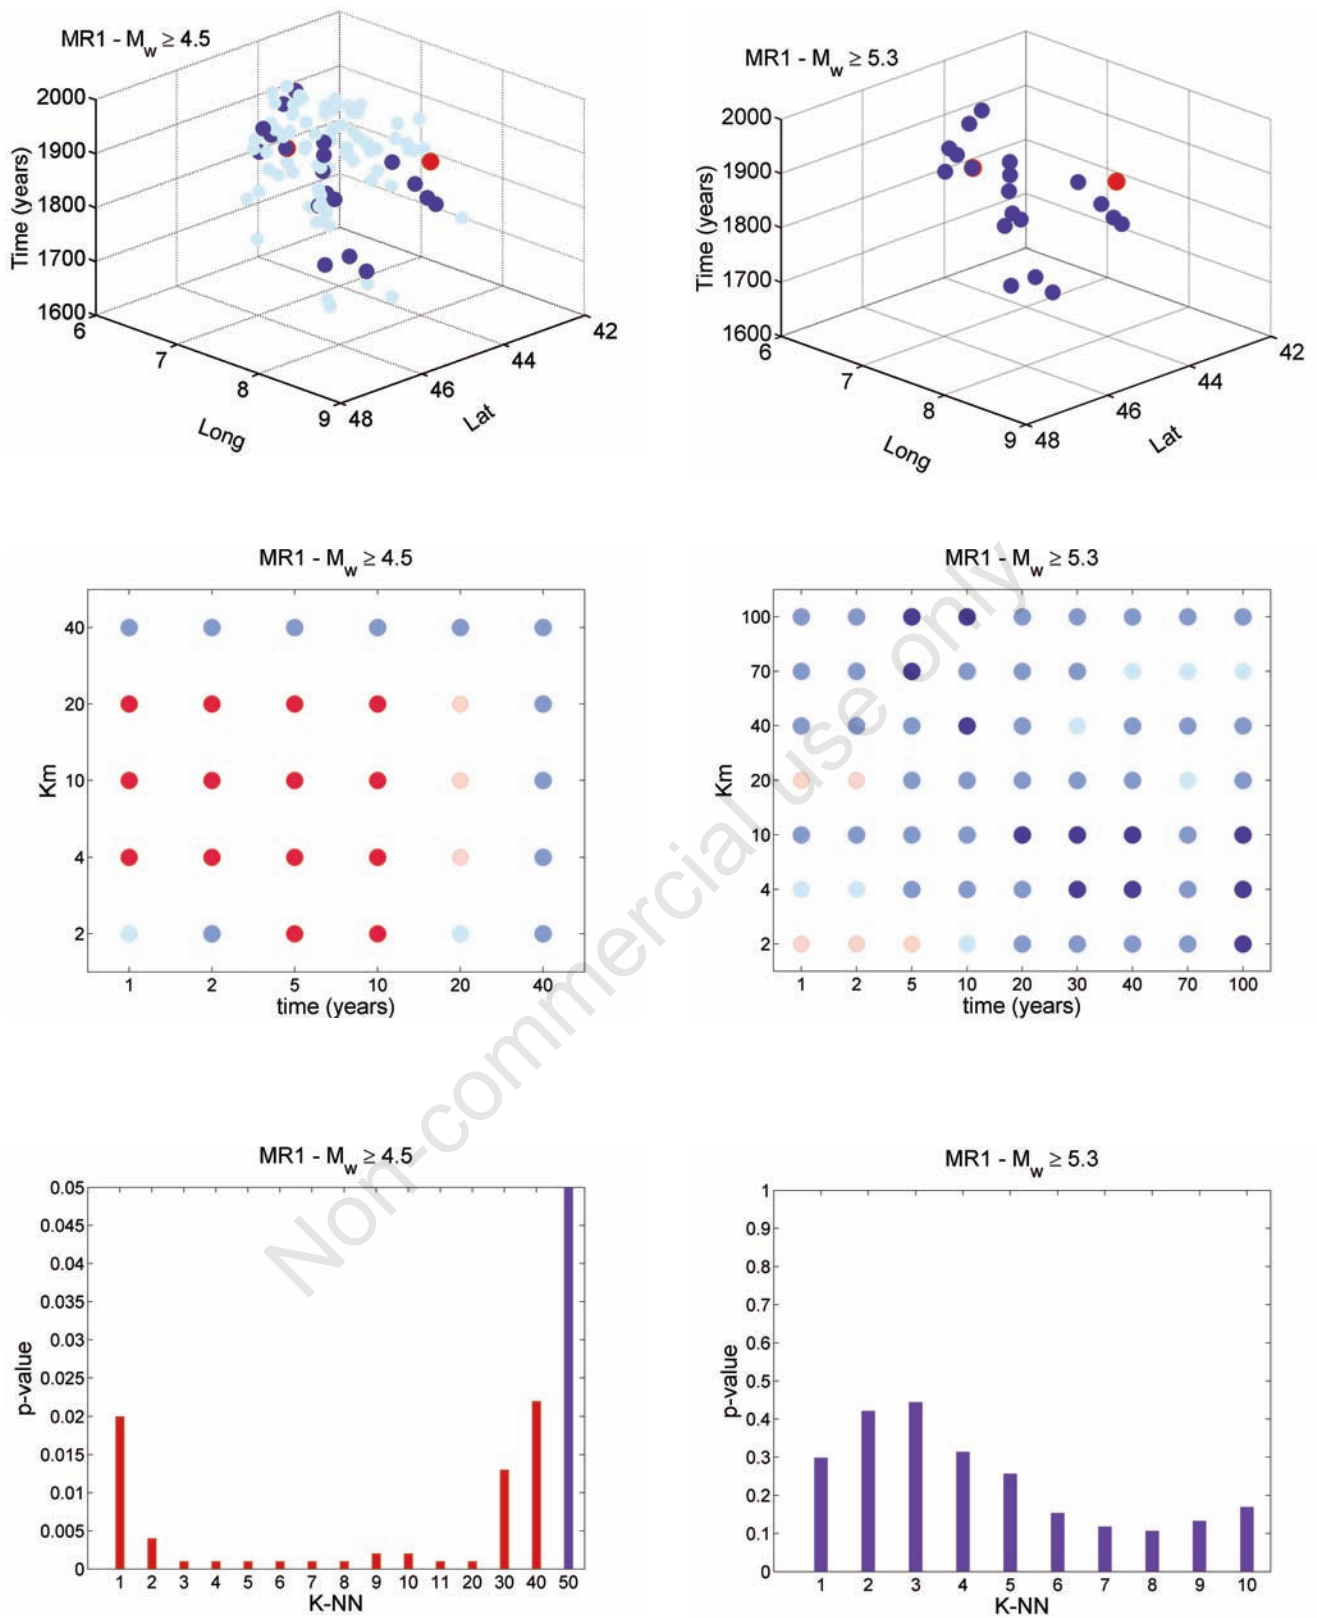 MR1 - Mw ≥ 4.5
2000
1900
1800
1700
1600
Time (years)
6
7
8
9
Long
48
46
44
42
Lat
MR1 - Mw ≥ 5.3
2000
1900
1800
1700
1600
Time (years)
6
7
8
9
Long
48
46
44
42
Lat
MR1 - Mw ≥ 4.5
40
20
10
4
2
Km
1 2 5 10 20 40
time (years)
MR1 - Mw ≥ 5.3
100
70
40
20
10
4
2
Km
1 2 5 10 20 30 40 70 100
time (years)
Non-commercial use only
MR1 - Mw ≥ 4.5
0.05
0.045
0.04
0.035
0.03
0.025
0.02
0.015
0.01
0.005
0
p-value
1 2 3 4 5 6 7 8 9 10 11 20 30 40 50
K-NN
MR1 - Mw ≥ 5.3
1
0.9
0.8
0.7
0.6
0.5
0.4
0.3
0.2
0.1
0
p-value
1 2 3 4 5 6 7 8 9 10
K-NN